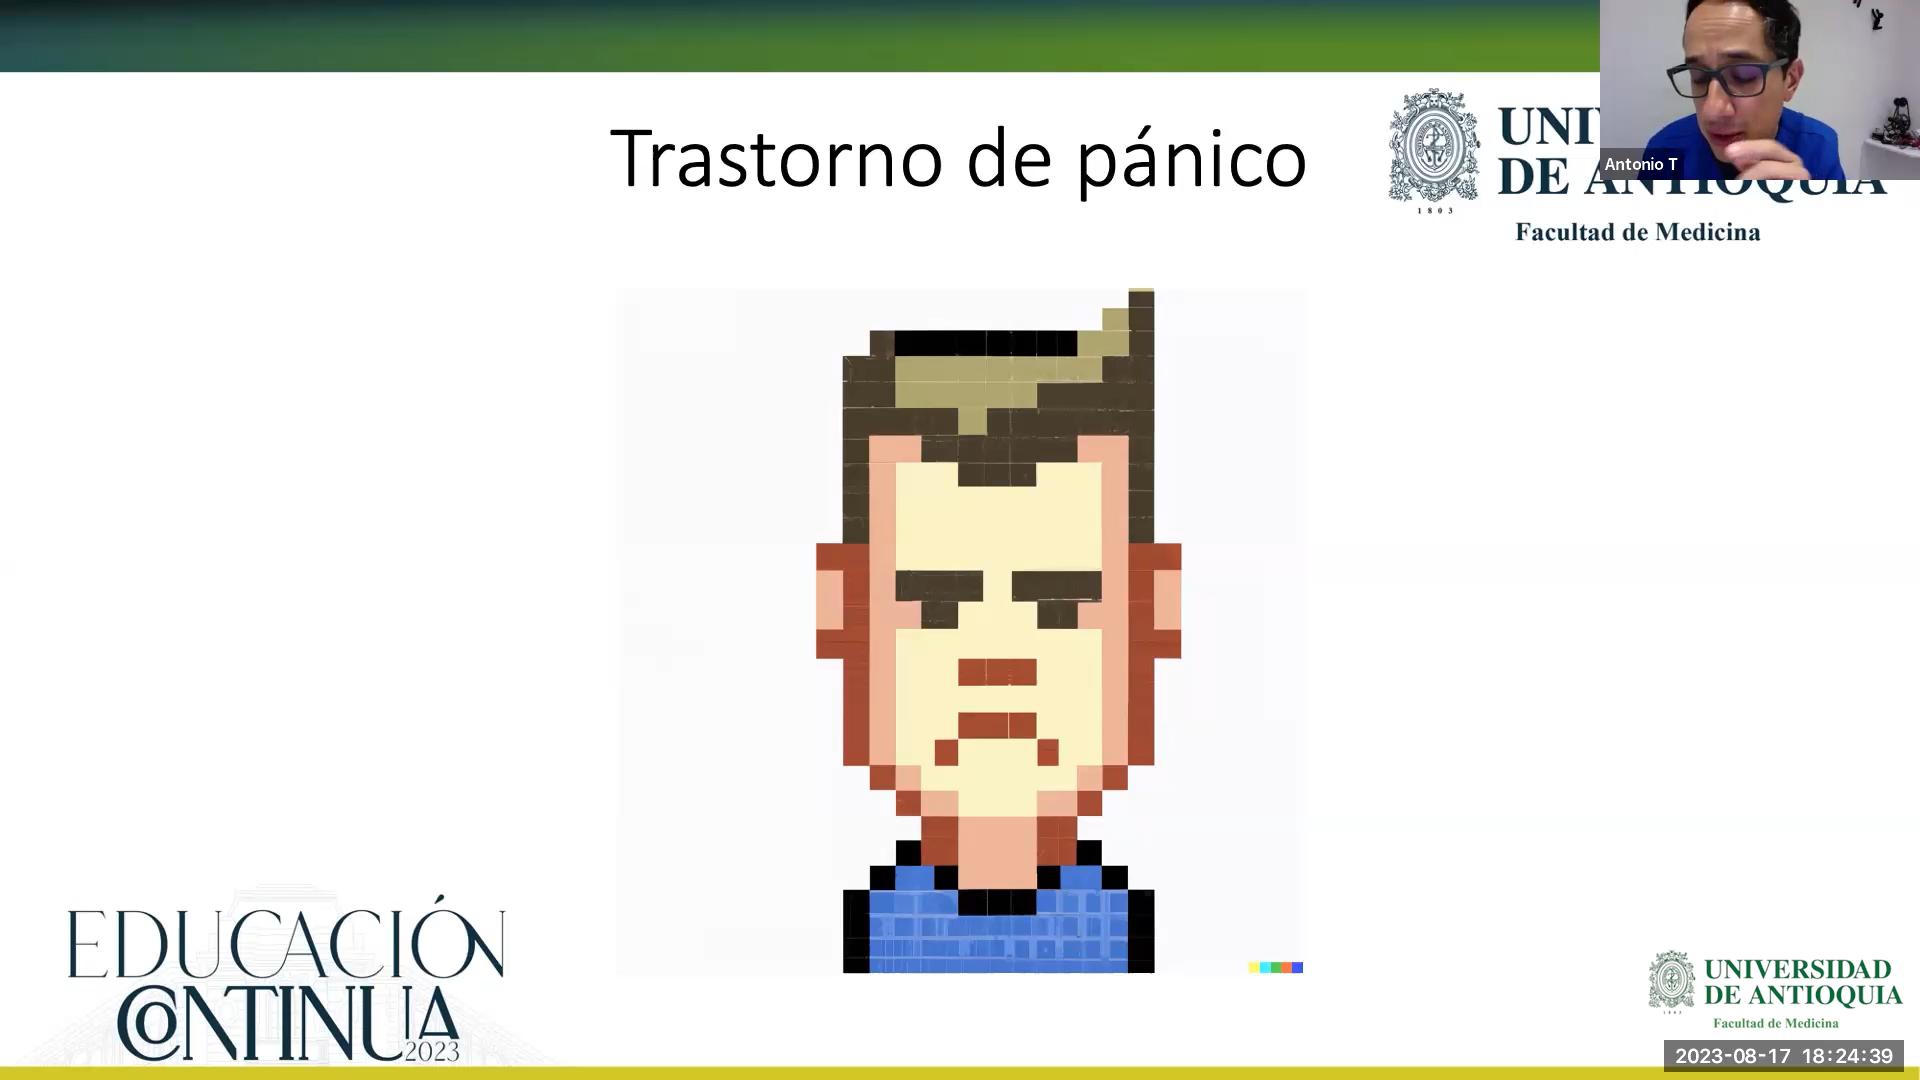 Trastorno de pánico
UNI
DE ANTIOQUIA
Facultad de Medicina
1803
Antonio T
EDUCACIÓN
CONTINUA
2023
UNIVERSIDAD
DE ANTIOQUIA
Facultad de Medicina
2023-08-17 18:24:39